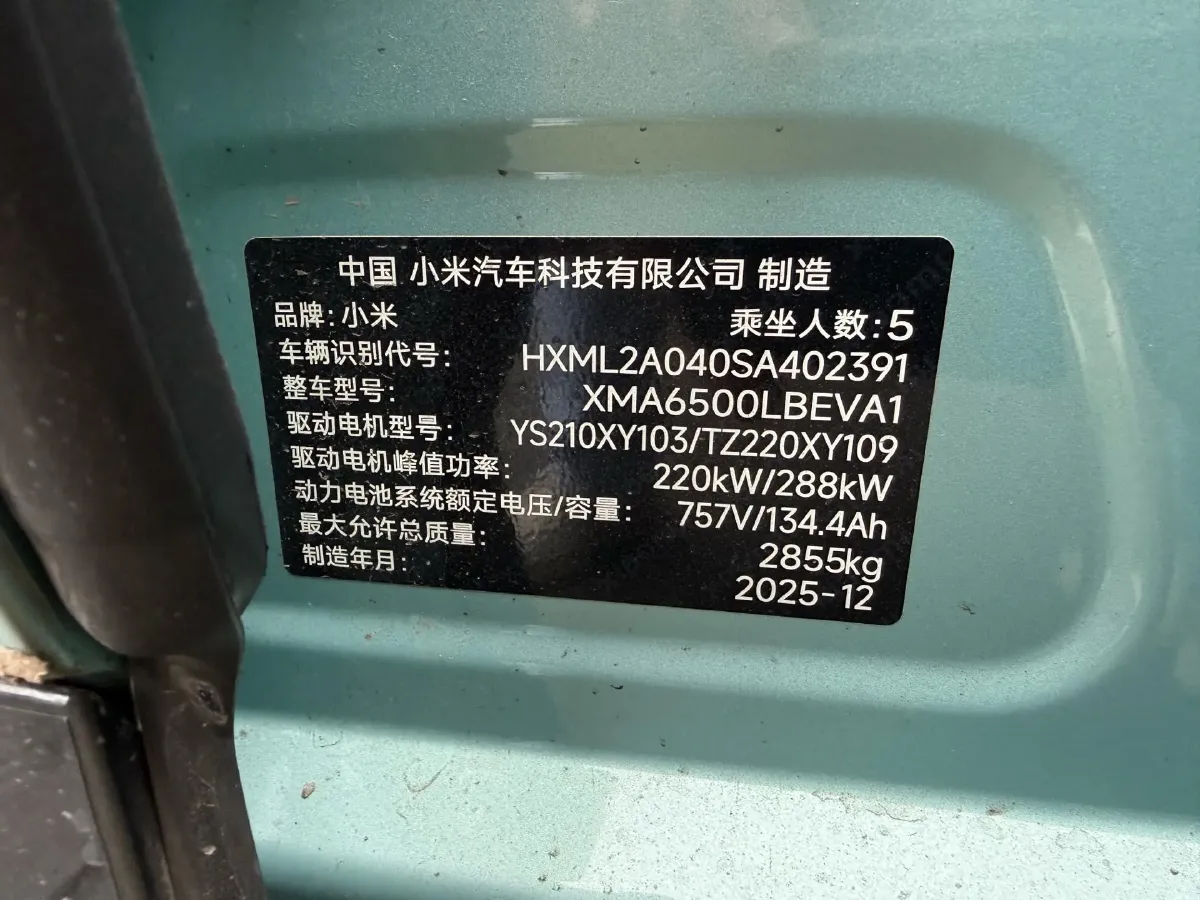 中国 小米汽车科技有限公司 制造
品牌：小米 乘坐人数：5
车辆识别代号： HXML2A040SA402391
整车型号： XMA6500LBEVA1
驱动电机型号： YS210XY103/TZ220XY109
驱动电机峰值功率： 220kW/288kW
动力电池系统额定电压/容量： 757V/134.4Ah
最大允许总质量： 2855kg
制造年月： 2025-12